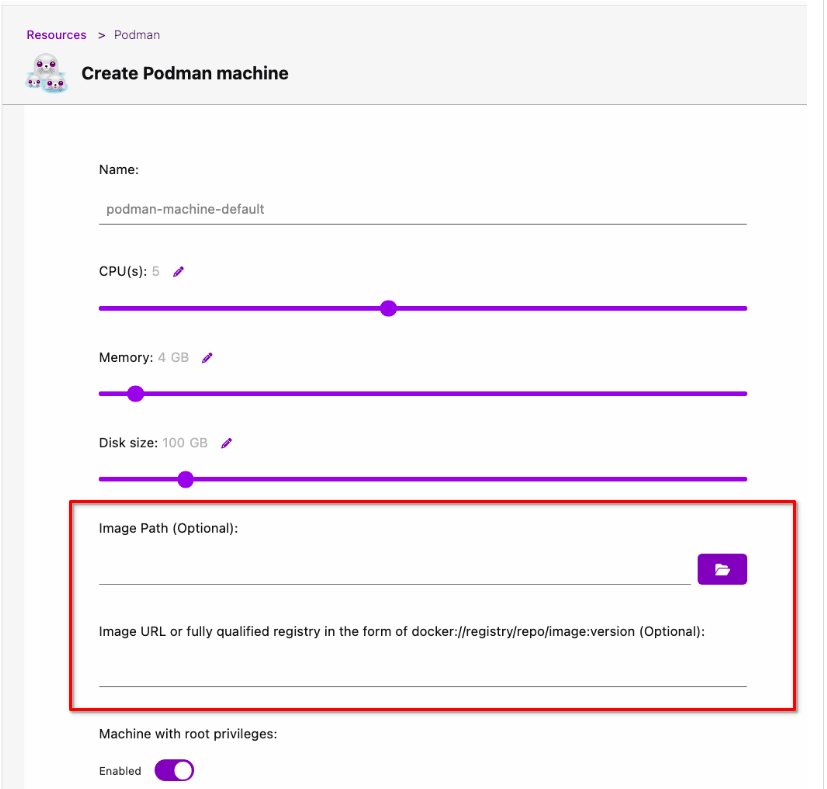 Resources > Podman
Create Podman machine
Name:
podman-machine-default
CPU(s): 5
Memory: 4 GB
Disk size: 100 GB
Image Path (Optional):
Image URL or fully qualified registry in the form of docker://registry/repo/image:version (Optional):
Machine with root privileges:
Enabled